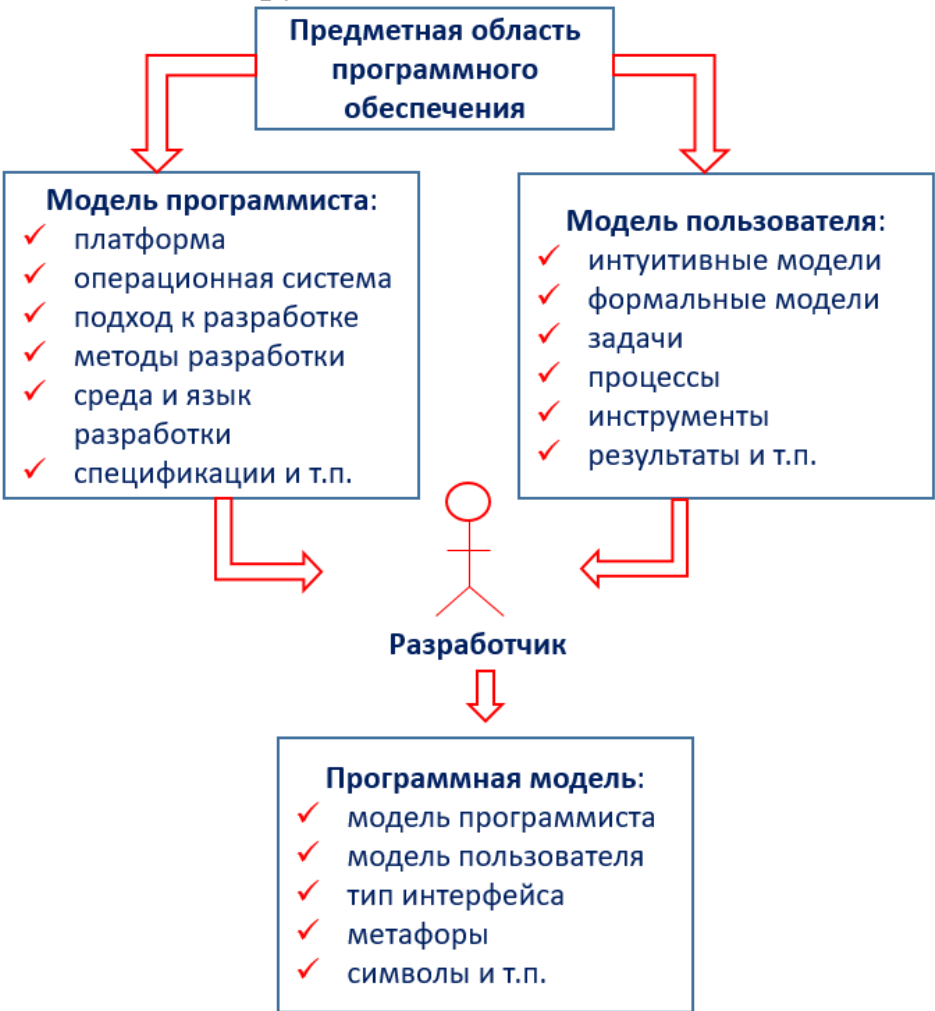 Предметная область
программного
обеспечения
Модель программиста:
платформа
операционная система
подход к разработке
методы разработки
среда и язык
разработки
спецификации и т.п.
Модель пользователя:
интуитивные модели
формальные модели
задачи
процессы
инструменты
результаты и т.п.
Разработчик
Программная модель:
модель программиста
модель пользователя
тип интерфейса
метафоры
символы и т.п.